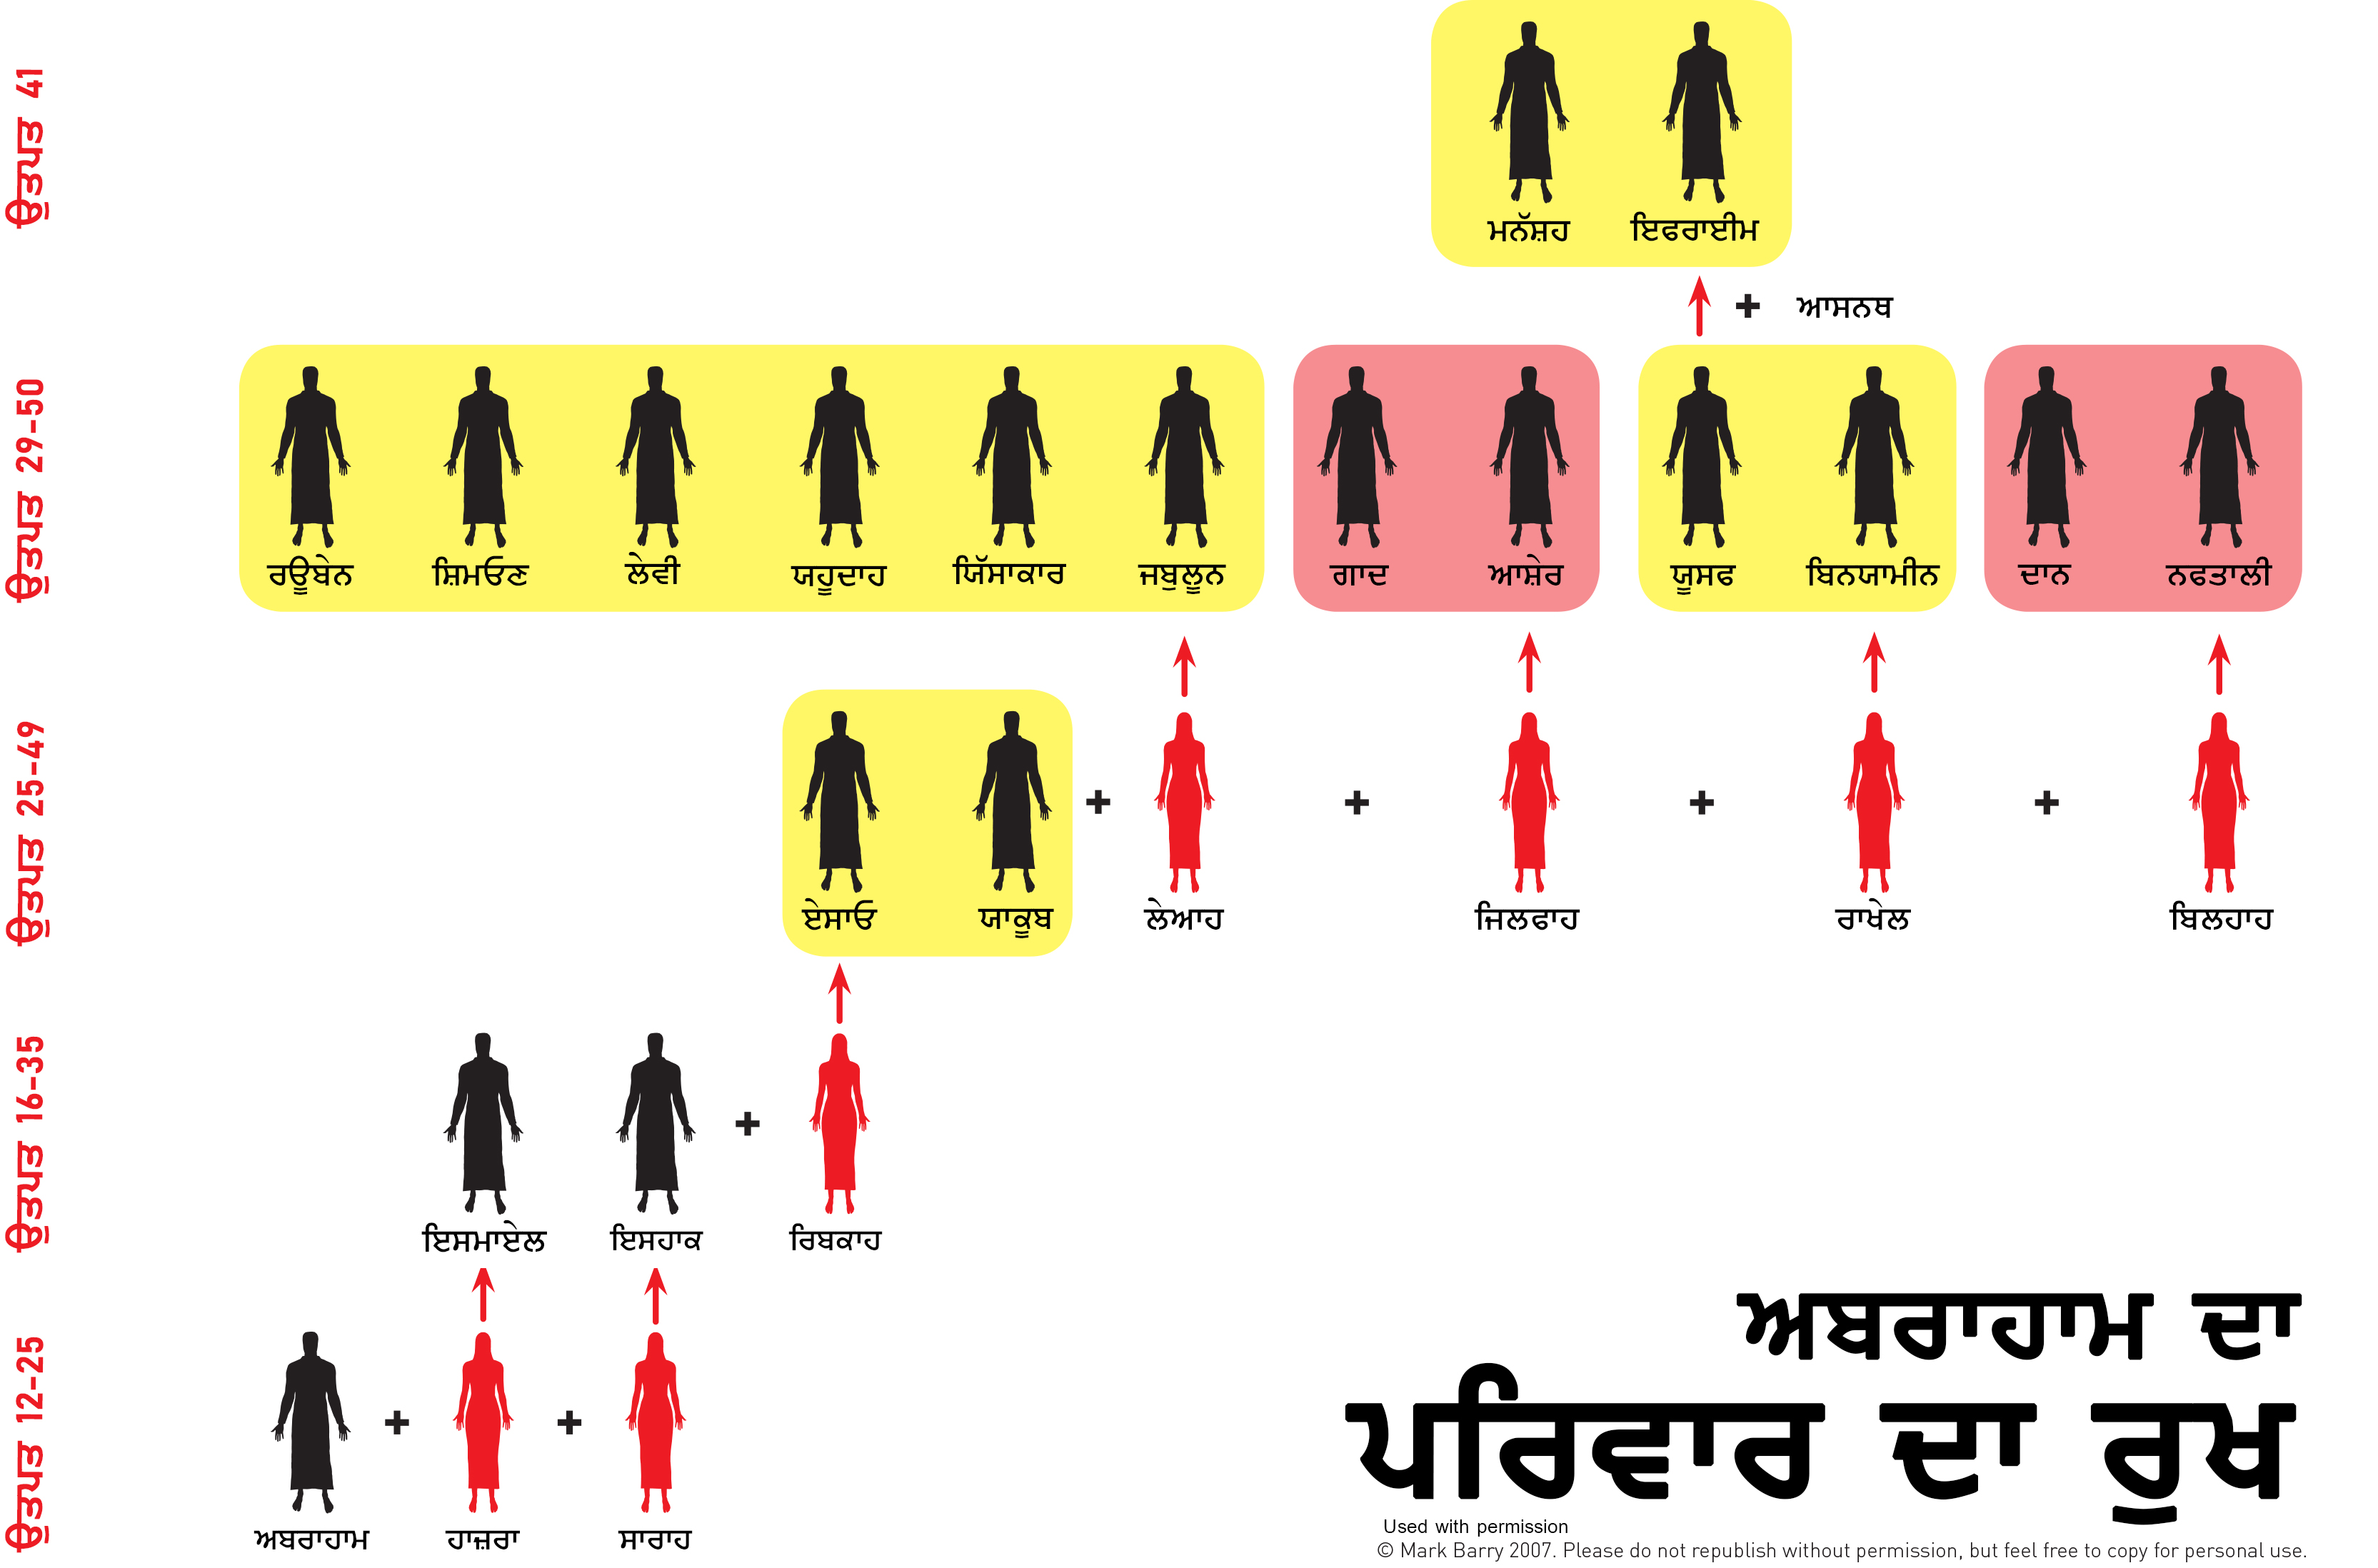 ਉਤਪਤ 41
ਮਨੱਸ਼ਹ ਇਫਰਾਈਮ
+ ਆਸਨਥ
ਉਤਪਤ 29-50
ਰਊਬੇਨ ਸ਼ਿਮਓਣ ਲੇਵੀ ਯਹੂਦਾਹ ਯਿੱਸਾਕਾਰ ਜਬੁਲੂਨ ਗਾਦ ਆਸ਼ੇਰ ਯੂਸਫ ਬਿਨਯਾਮੀਨ ਦਾਨ ਨਫਤਾਲੀ
ਉਤਪਤ 25-49
+ + + +
ਏਸਾਓ ਯਾਕੂਬ ਲੇਆਹ ਜਿਲਫਾਹ ਰਾਖੇਲ ਬਿਲਹਾਹ
ਉਤਪਤ 16-35
+
ਇਸਮਾਏਲ ਇਸਹਾਕ ਰਿਬਕਾਹ
ਉਤਪਤ 12-25
+ +
ਅਬਰਾਹਾਮ ਹਾਜ਼ਰਾ ਸਾਰਾਹ
ਅਬਰਾਹਾਮ ਦਾ
ਪਰਿਵਾਰ ਦਾ ਰੁਖ
Used with permission
© Mark Barry 2007. Please do not republish without permission, but feel free to copy for personal use.